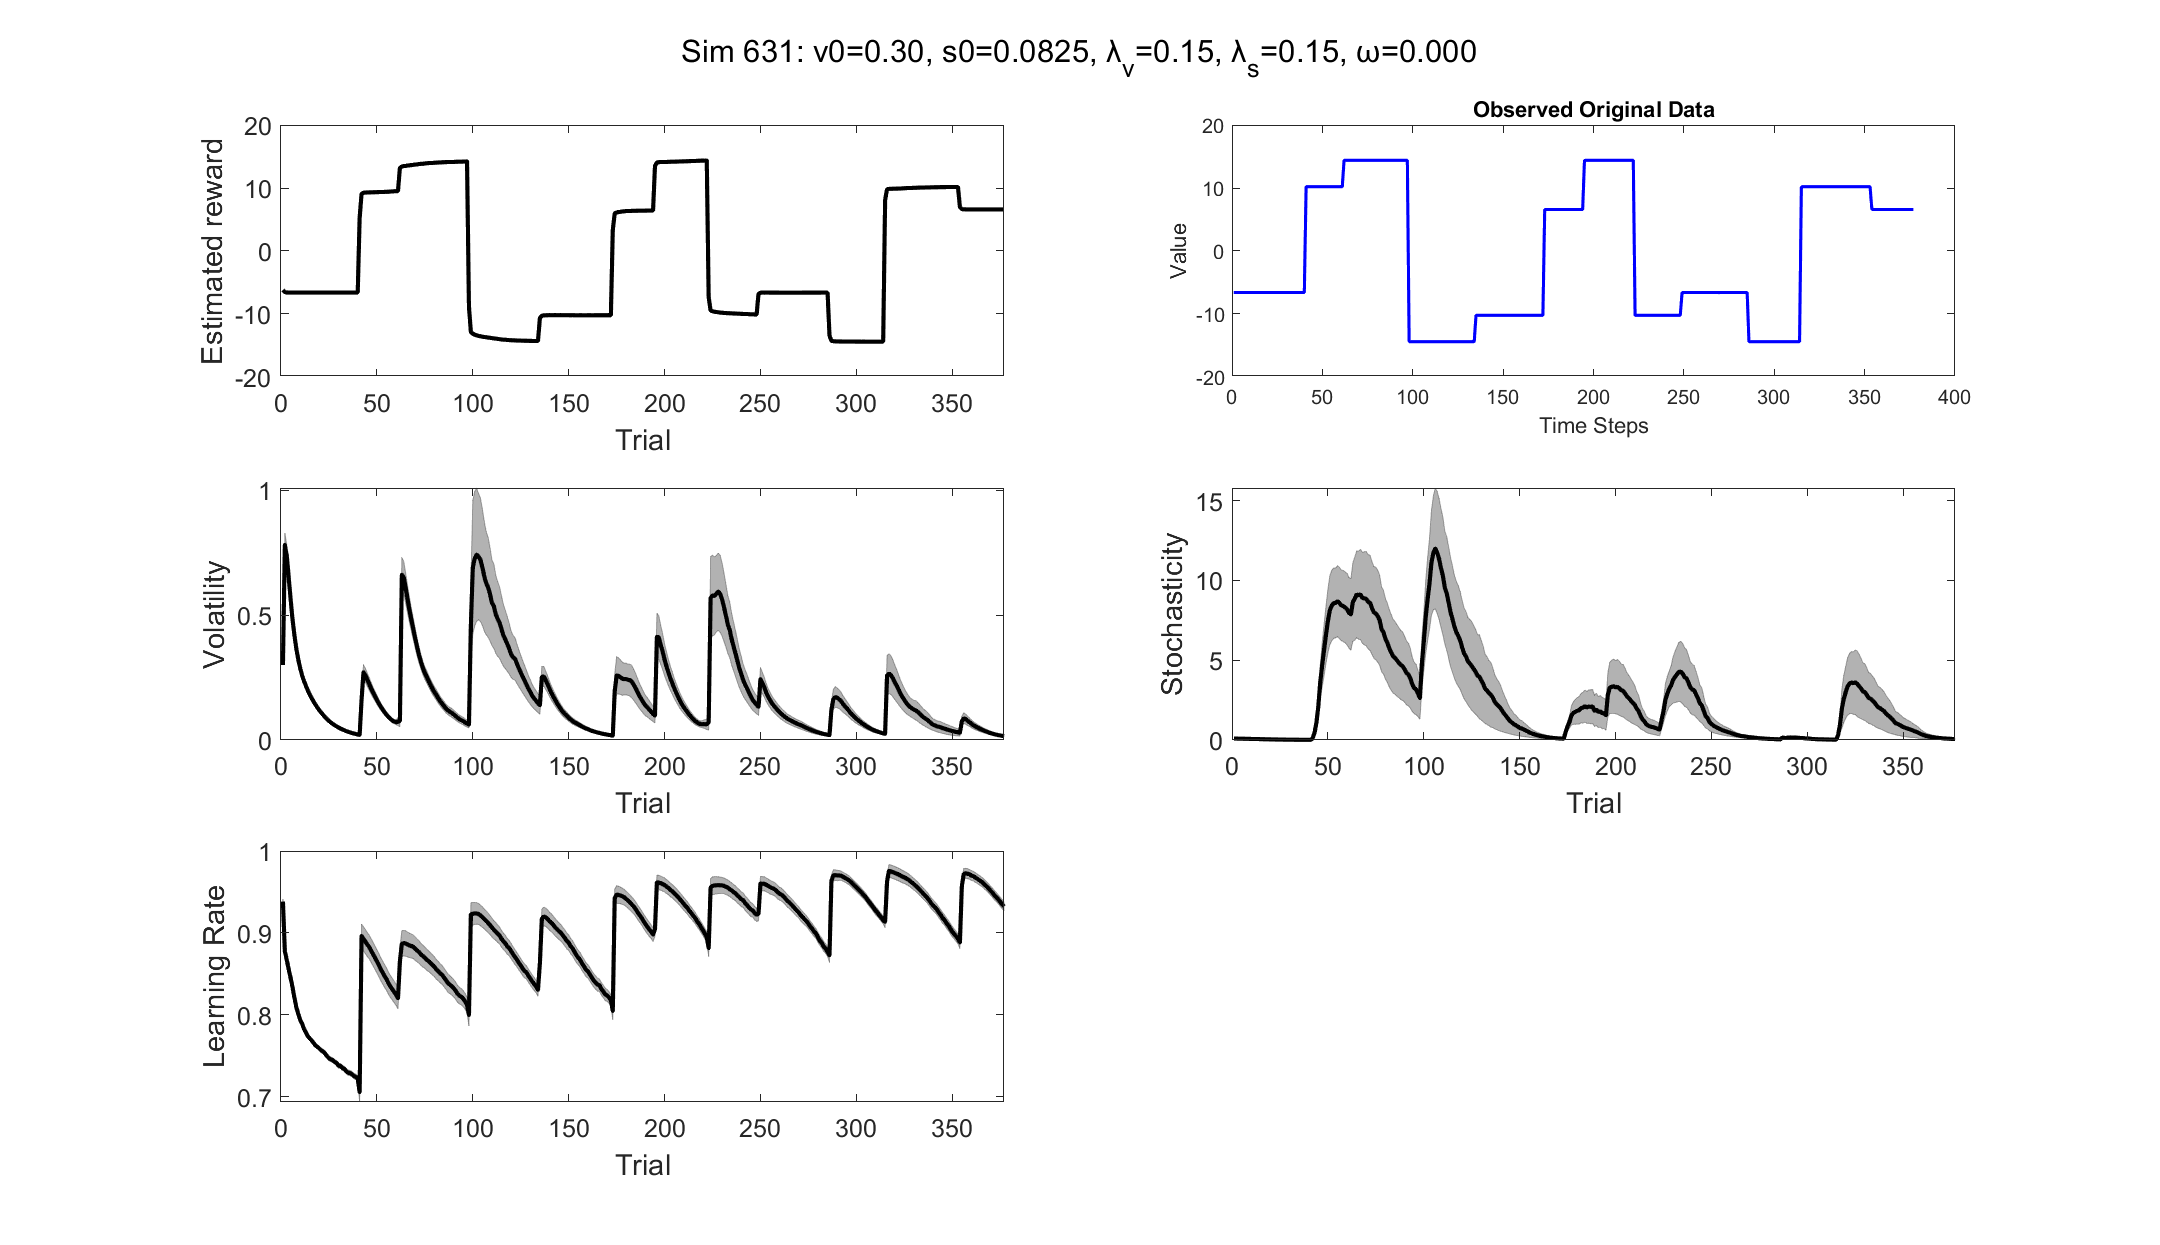 Sim 631: v0=0.30, s0=0.0825, λv=0.15, λs=0.15, ω=0.000
Estimated reward
20
10
0
-10
-20
0 50 100 150 200 250 300 350
Trial
Observed Original Data
Value
20
10
0
-10
-20
0 50 100 150 200 250 300 350 400
Time Steps
Volatility
1
0.5
0
0 50 100 150 200 250 300 350
Trial
Stochasticity
15
10
5
0
0 50 100 150 200 250 300 350
Trial
Learning Rate
1
0.9
0.8
0.7
0 50 100 150 200 250 300 350
Trial